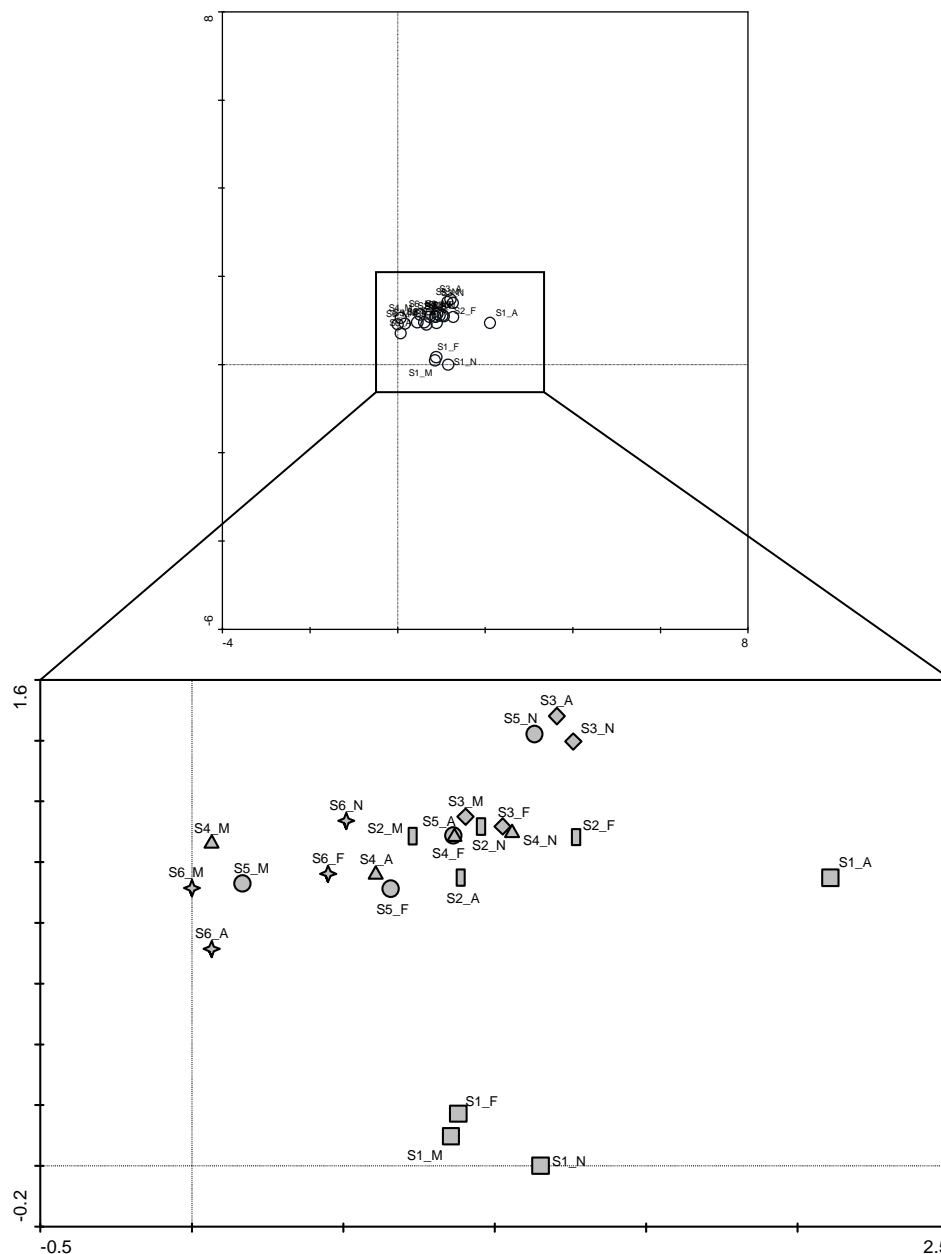 8
S3_A
S2_F
S1_A
S1_F
S1_N
S1_M
-6
-4
8
1.6
S3_A
S5_N
S3_N
S3_M
S6_N
S3_F
S4_M
S2_M
S5_A
S2_F
S4_F
S2_N
S4_N
S6_M
S5_M
S6_F
S4_A
S1_A
S5_F
S2_A
S6_A
S1_F
S1_M
S1_N
-0.2
-0.5
2.5